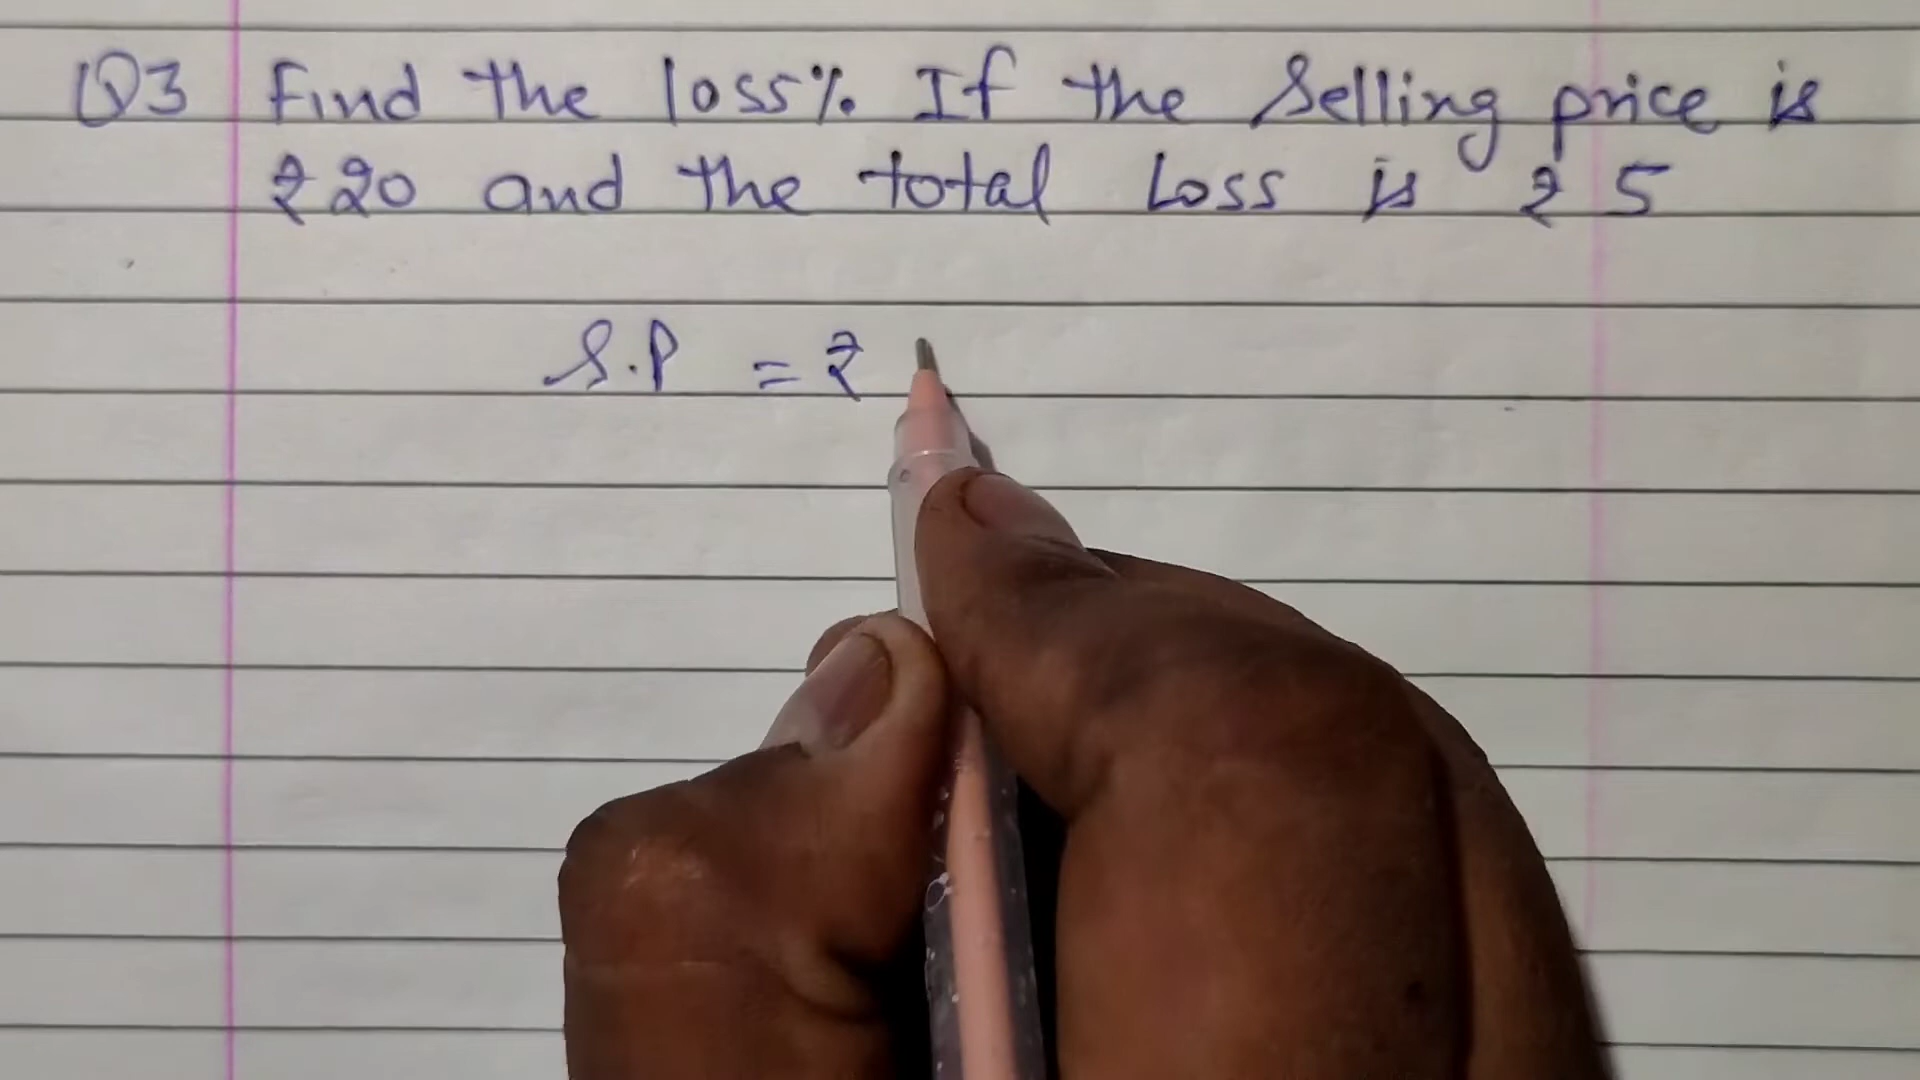 Q3 Find the loss%. If the Selling price is
₹20 and the total Loss is ₹ 5
S.P = ₹